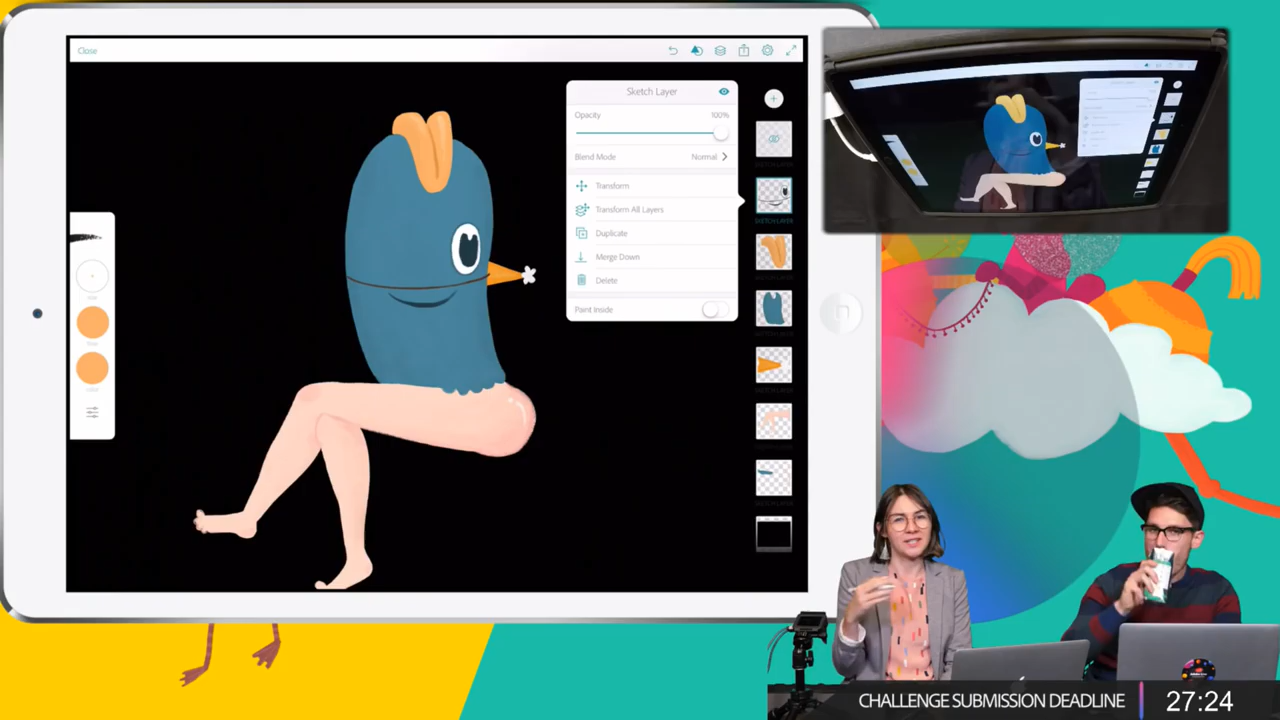 Close
Sketch Layer
Opacity 100%
Blend Mode Normal
Transform
Transform All Layers
Duplicate
Merge Down
Delete
Paint Inside
CHALLENGE SUBMISSION DEADLINE 27:24